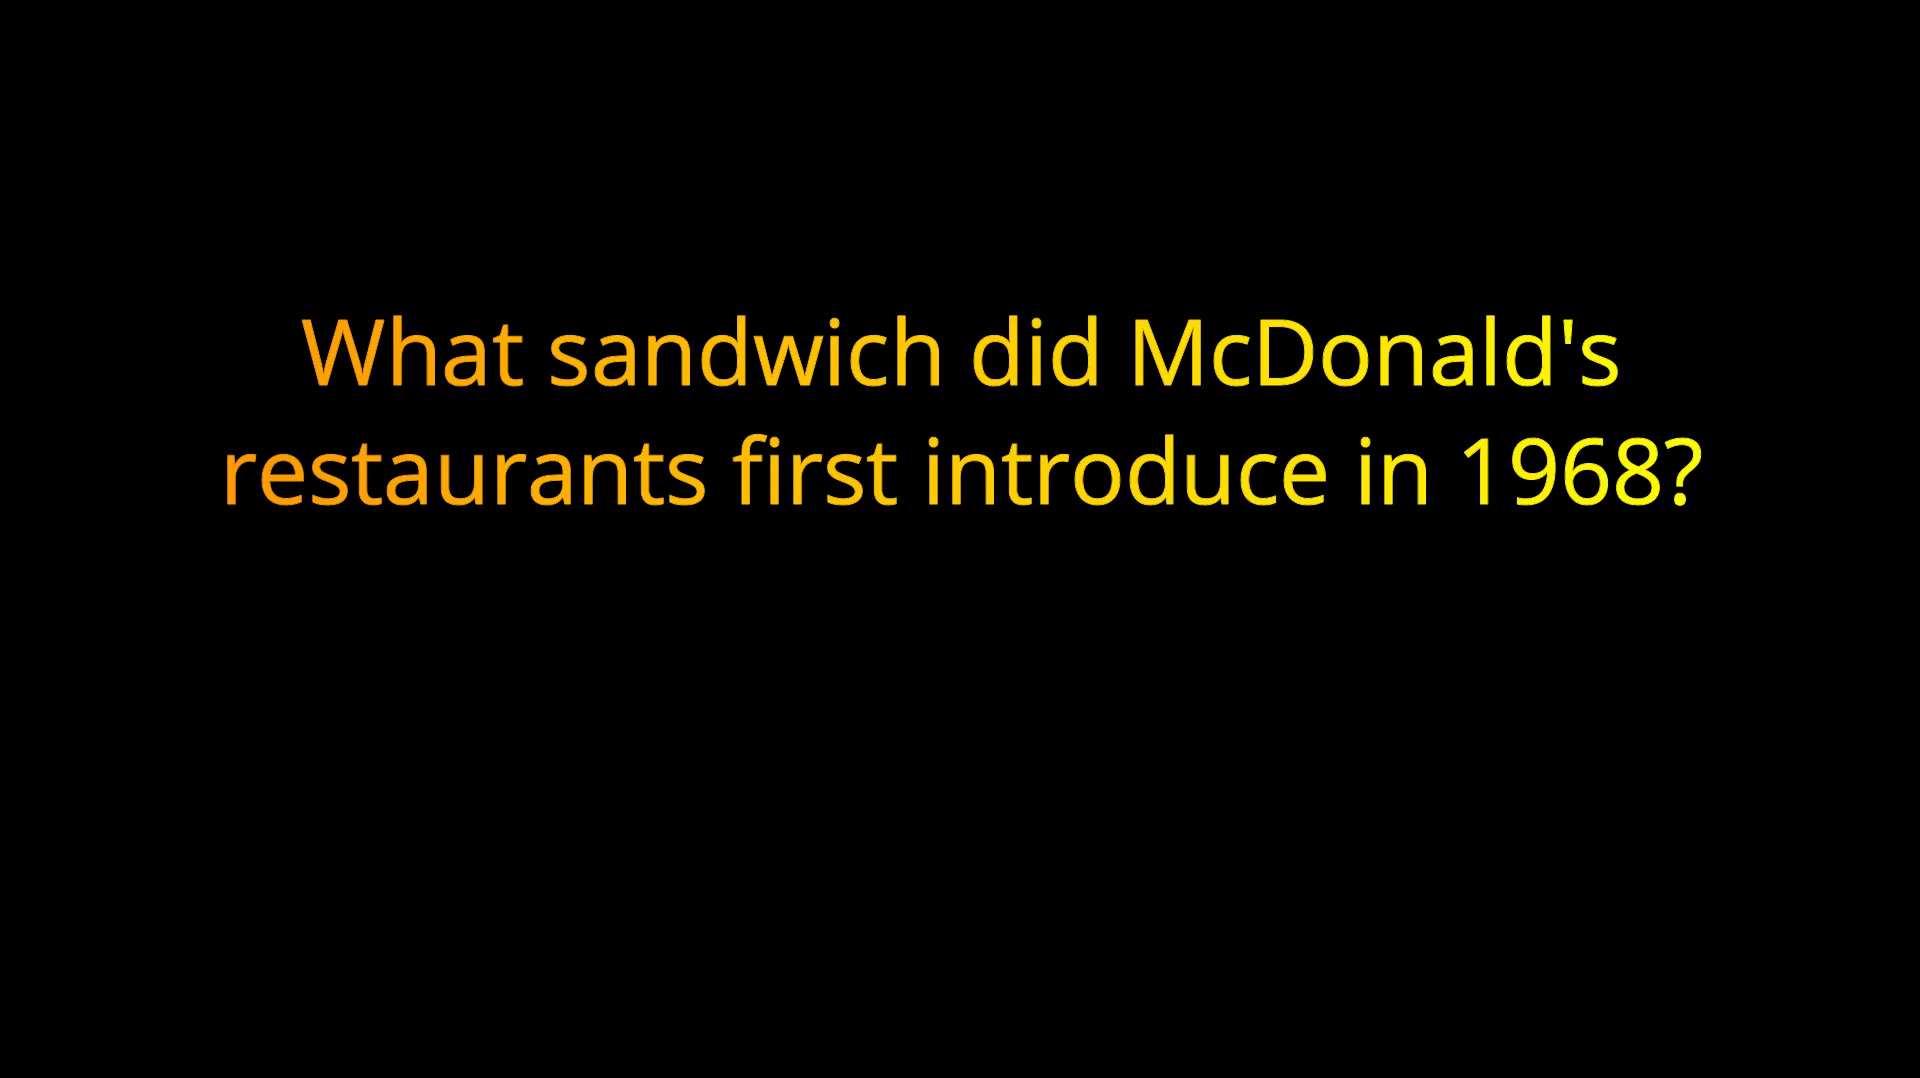 What sandwich did McDonald's
restaurants first introduce in 1968?